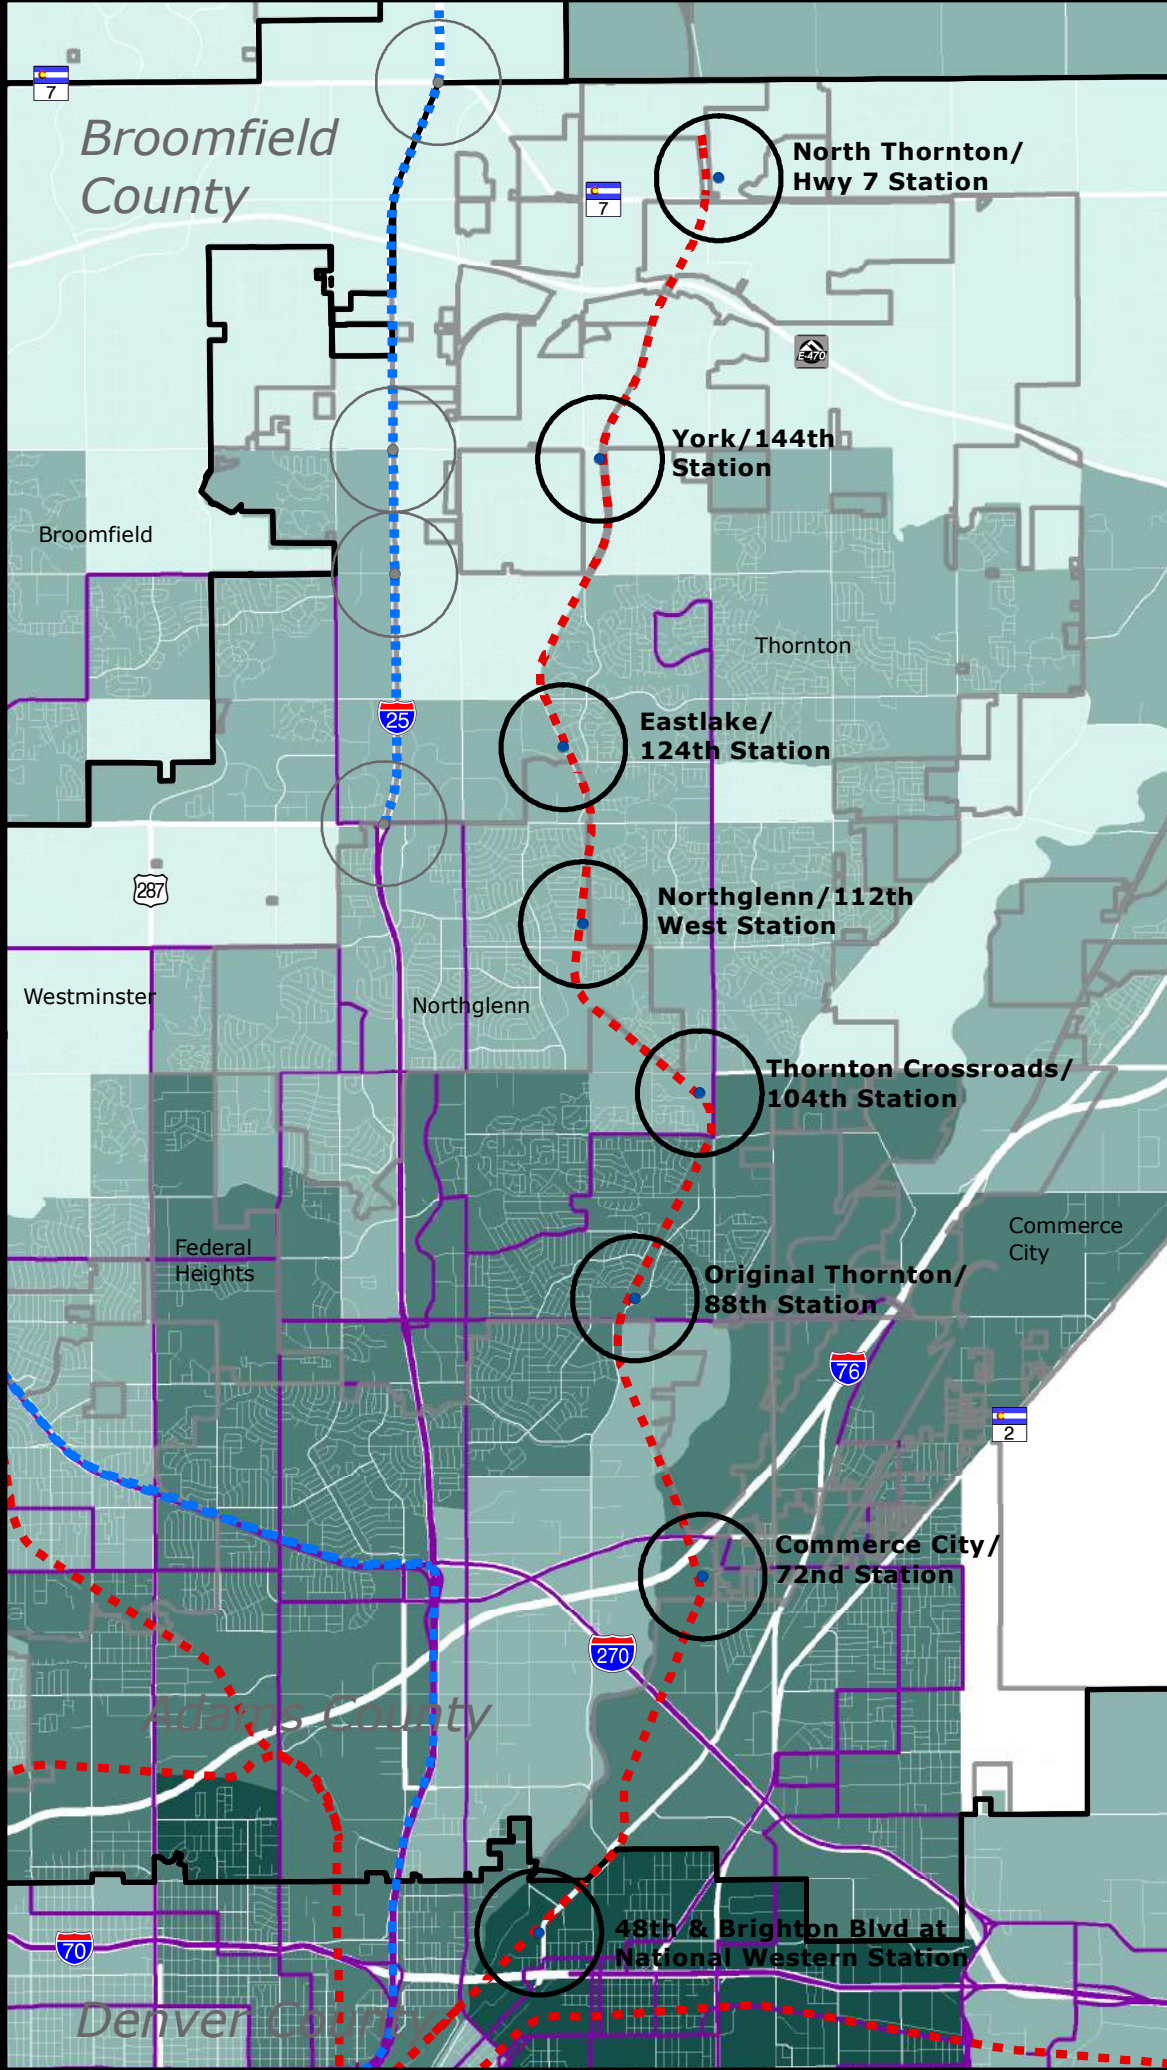 7
Broomfield
County
North Thornton/
Hwy 7 Station
7
E-470
York/144th
Station
Broomfield
Thornton
25
Eastlake/
124th Station
287
Northglenn/112th
West Station
Westminster
Northglenn
Thornton Crossroads/
104th Station
Federal
Heights
Commerce
City
Original Thornton/
88th Station
76
2
Commerce City/
72nd Station
270
Adams County
48th & Brighton Blvd at
National Western Station
70
Denver County